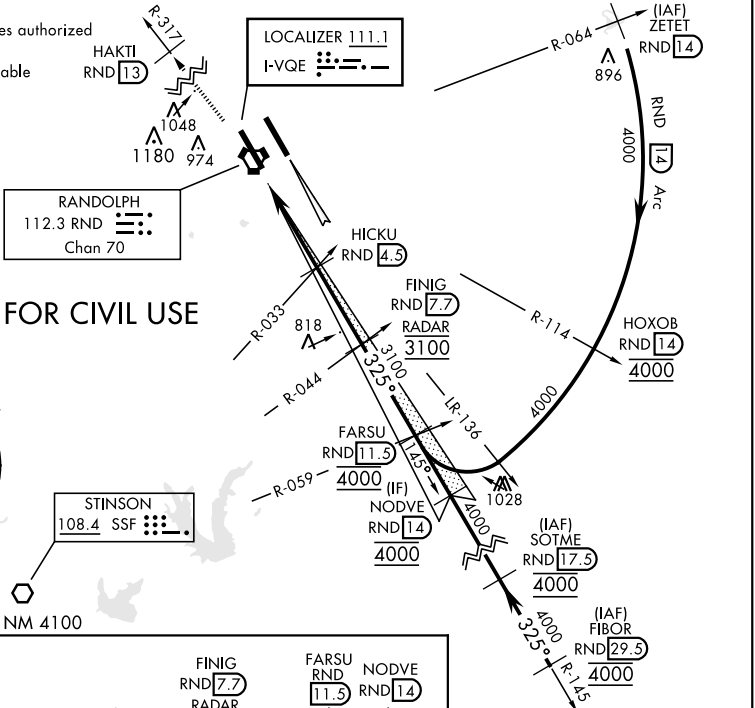 es authorized
able
R-317
HAKTI
RND 13
1048
1180
974
LOCALIZER 111.1
I-VQE
R-064
(IAF)
ZETET
RND 14
896
RND
14
Arc
4000
RANDOLPH
112.3 RND
Chan 70
HICKU
RND 4.5
R-033
FINIG
RND 7.7
RADAR
3100
FOR CIVIL USE
818
R-044
3100
325°
R-114
HOXOB
RND 14
4000
4000
LR-136
FARSU
RND 11.5
4000
R-059
145°
(IF)
NODVE
RND 14
4000
1028
4000
STINSON
108.4 SSF
(IAF)
SOTME
RND 17.5
4000
NM 4100
4000
325°
(IAF)
FIBOR
RND 29.5
4000
R-145
FINIG
RND 7.7
RADAR
FARSU
RND
11.5
NODVE
RND 14